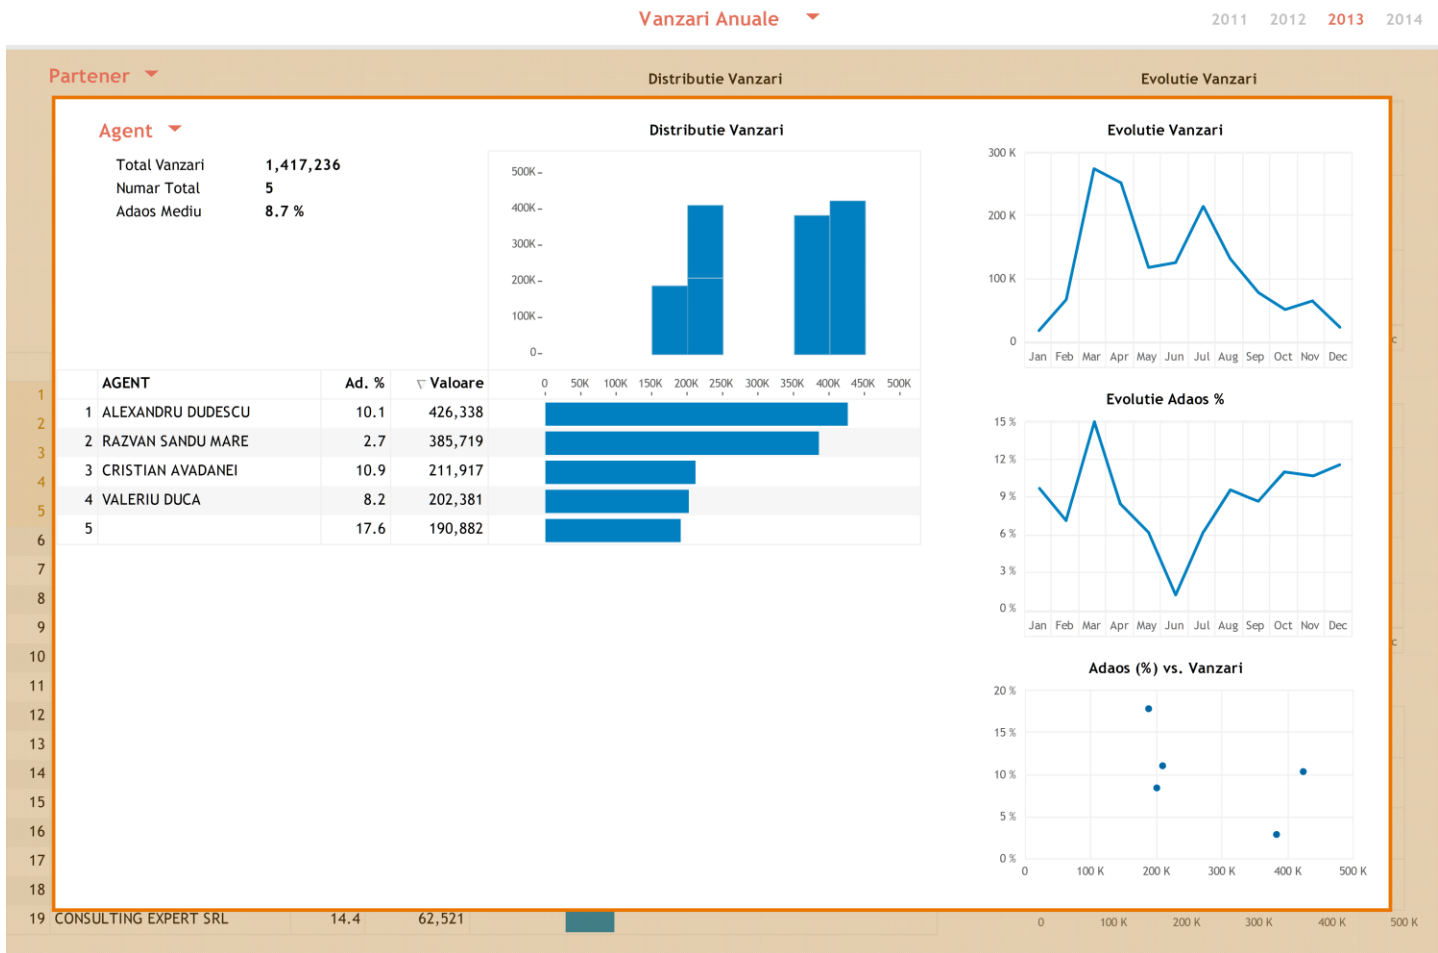 Vanzari Anuale
2011 2012 2013 2014
Partener
Distributie Vanzari
Evolutie Vanzari
Agent
Total Vanzari 1,417,236
Numar Total 5
Adaos Mediu 8.7 %
Distributie Vanzari
500K
400K
300K
200K
100K
0
AGENT Ad. % Valoare
0 50K 100K 150K 200K 250K 300K 350K 400K 450K 500K
1 ALEXANDRU DUDESCU 10.1 426,338
2 RAZVAN SANDU MARE 2.7 385,719
3 CRISTIAN AVADANEI 10.9 211,917
4 VALERIU DUCA 8.2 202,381
5 17.6 190,882
Evolutie Vanzari
300 K
200 K
100 K
0
Jan Feb Mar Apr May Jun Jul Aug Sep Oct Nov Dec
c
Evolutie Adaos %
15 %
12 %
9 %
6 %
3 %
0 %
Jan Feb Mar Apr May Jun Jul Aug Sep Oct Nov Dec
c
Adaos (%) vs. Vanzari
20 %
15 %
10 %
5 %
0 %
0 100 K 200 K 300 K 400 K 500 K
1
2
3
4
5
6
7
8
9
10
11
12
13
14
15
16
17
18
19 CONSULTING EXPERT SRL 14.4 62,521
0 100 K 200 K 300 K 400 K 500 K